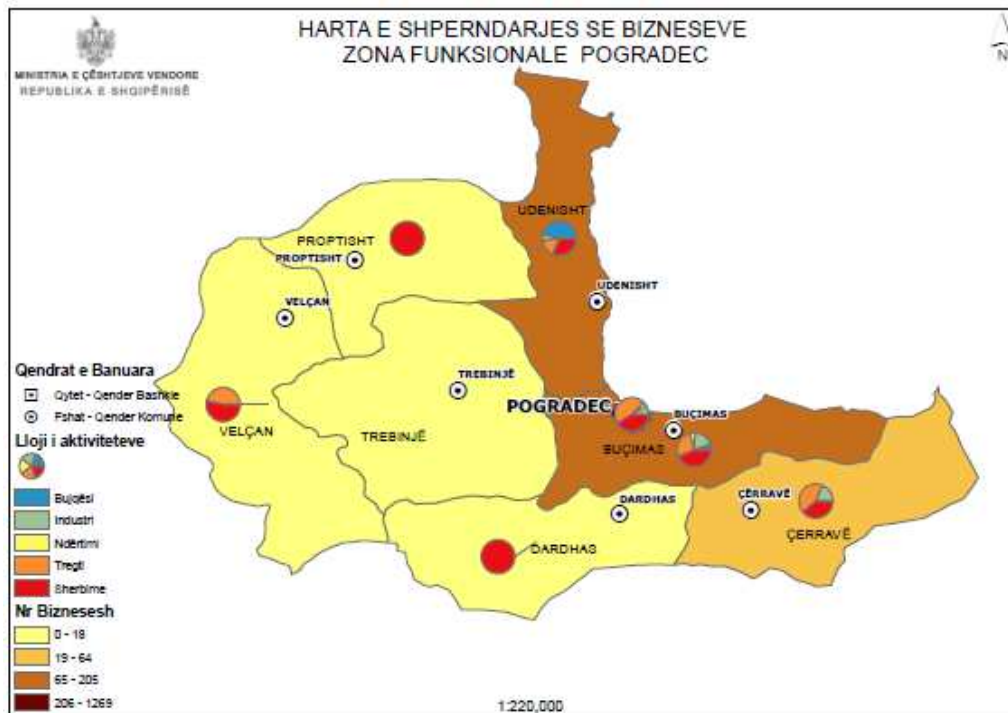 HARTA E SHPERNDARJES SE BIZNESEVE
ZONA FUNKSIONALE POGRADEC
MINISTRIA E ÇËSHTJEVE VENDORE
REPUBLIKA E SHQIPËRISË
N
UDENISHT
PROPTISHT
PROPTISHT
UDENISHT
VELÇAN
TREBINJË
VELÇAN
TREBINJË
POGRADEC
BUÇIMAS
BUÇIMAS
DARDHAS
ÇËRRAVË
ÇERRAVË
DARDHAS
Qendrat e Banuara
Qytet - Qender Bashkie
Fshat - Qender Komune
Lloji i aktiviteteve
Bujqësi
Industri
Ndërtimi
Tregti
Sherbime
Nr Biznesesh
0 - 18
19 - 64
65 - 205
206 - 1269
1:220,000